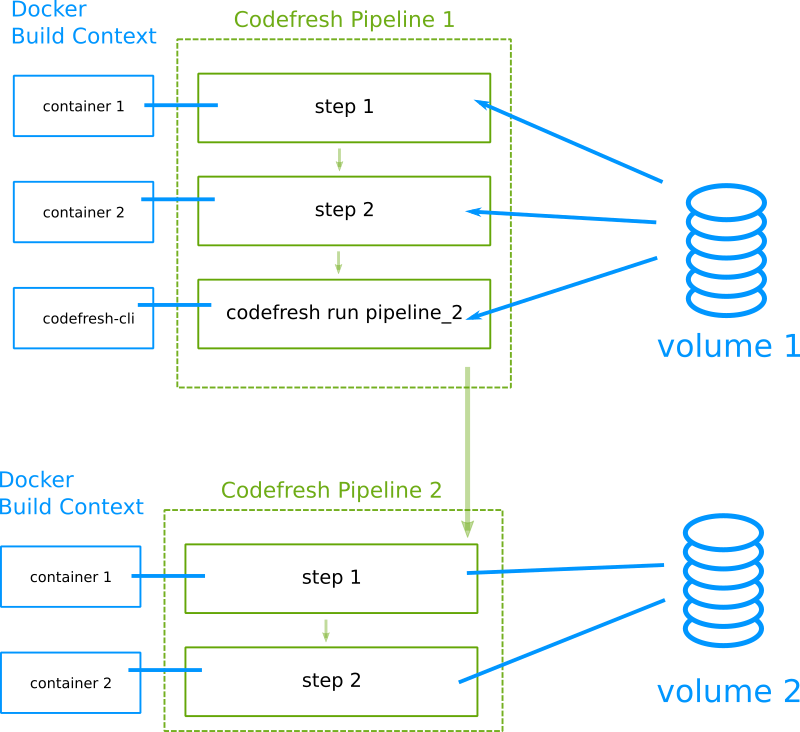 Docker
Build Context
Codefresh Pipeline 1
container 1
step 1
container 2
step 2
codefresh-cli
codefresh run pipeline_2
volume 1
Docker
Build Context
Codefresh Pipeline 2
container 1
step 1
container 2
step 2
volume 2